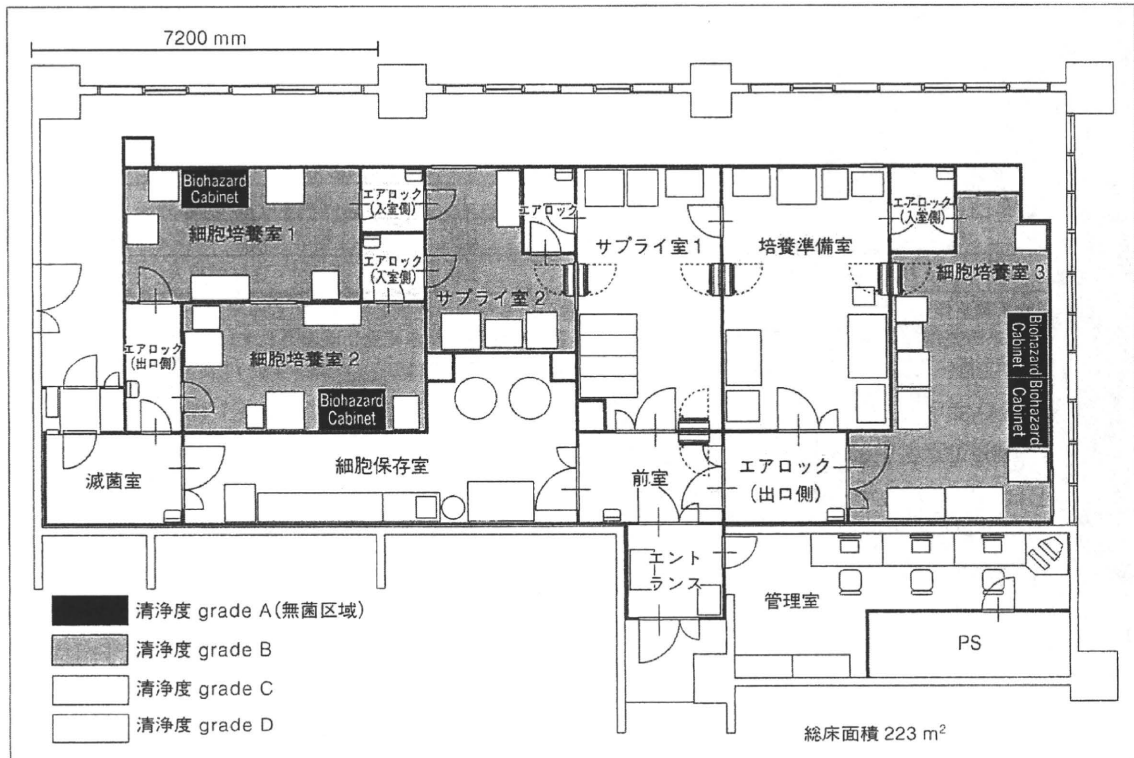 7200 mm
Biohazard
Cabinet
細胞培養室 1
エアロック
(入室側)
エアロック
(入室側)
エアロック
サプライ室 1
培養準備室
エアロック
(入室側)
細胞培養室 3
サプライ室 2
エアロック
(出口側)
細胞培養室 2
Biohazard
Cabinet
Biohazard
Cabinet
Biohazard
Cabinet
滅菌室
細胞保存室
前室
エアロック
(出口側)
エント
ランス
管理室
PS
清浄度 grade A(無菌区域)
清浄度 grade B
清浄度 grade C
清浄度 grade D
総床面積 223 m²